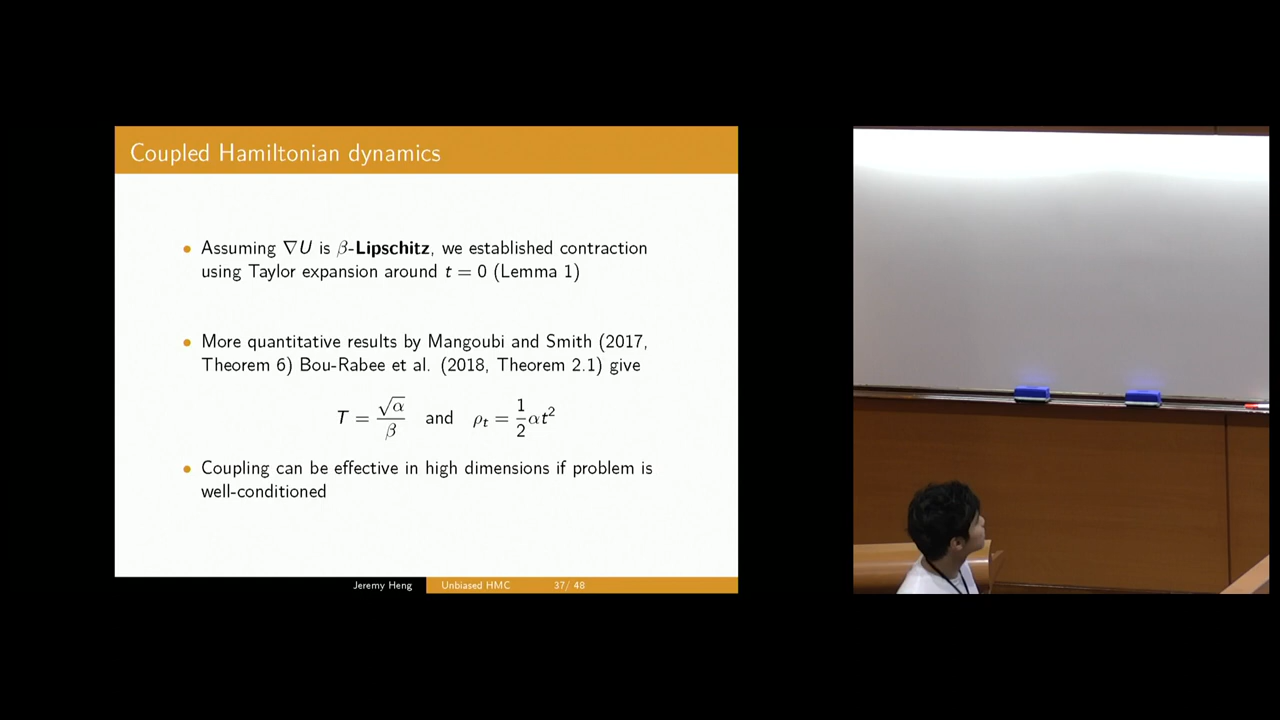 Coupled Hamiltonian dynamics
• Assuming ∇U is β-Lipschitz, we established contraction
using Taylor expansion around t = 0 (Lemma 1)
• More quantitative results by Mangoubi and Smith (2017,
Theorem 6) Bou-Rabee et al. (2018, Theorem 2.1) give
T = √α/β and ρₜ = 1/2 αt²
• Coupling can be effective in high dimensions if problem is
well-conditioned
Jeremy Heng Unbiased HMC 37/ 48